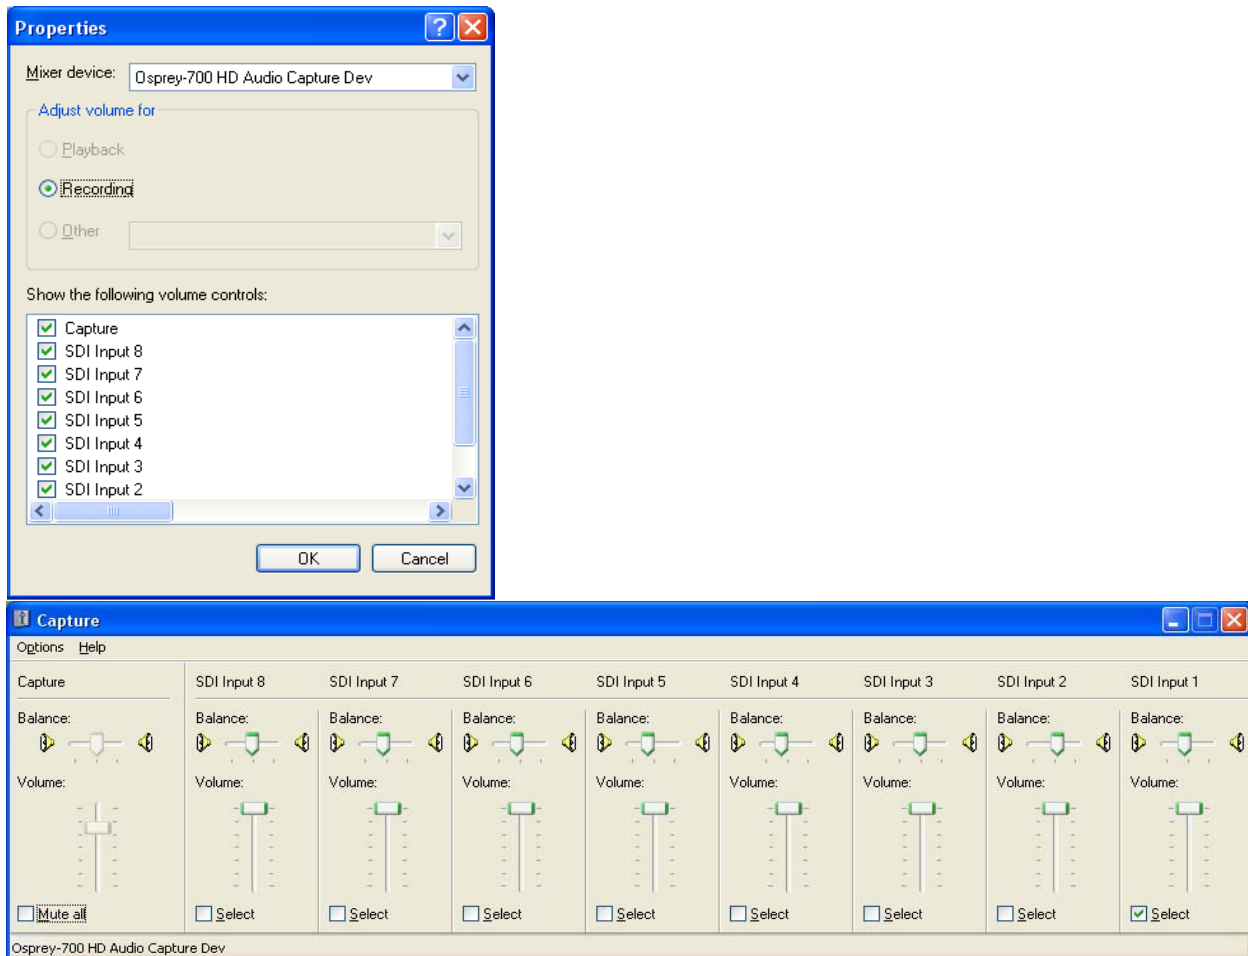 Properties
Mixer device: Osprey-700 HD Audio Capture Dev
Adjust volume for
Playback
Recording
Other
Show the following volume controls:
Capture
SDI Input 8
SDI Input 7
SDI Input 6
SDI Input 5
SDI Input 4
SDI Input 3
SDI Input 2
OK Cancel
Capture
Options Help
Capture SDI Input 8 SDI Input 7 SDI Input 6 SDI Input 5 SDI Input 4 SDI Input 3 SDI Input 2 SDI Input 1
Balance: Balance: Balance: Balance: Balance: Balance: Balance: Balance: Balance:
Volume: Volume: Volume: Volume: Volume: Volume: Volume: Volume: Volume:
Mute all Select Select Select Select Select Select Select Select
Osprey-700 HD Audio Capture Dev